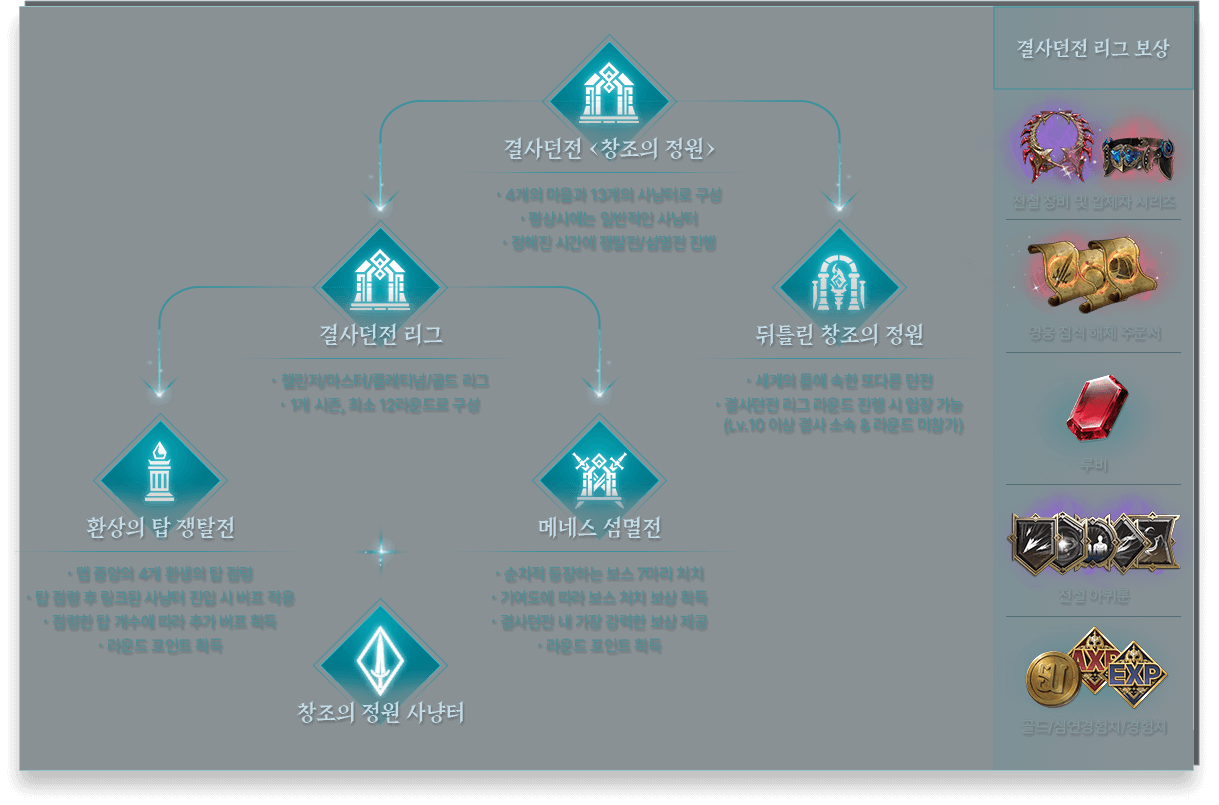 결사던전 <창조의 정원>
· 4개의 마을과 13개의 사냥터로 구성
· 평상시에는 일반적인 사냥터
· 정해진 시간에 쟁탈전/섬멸전 진행
결사던전 리그
· 챌린저/마스터/플래티넘/골드 리그
· 1개 시즌, 최소 12라운드로 구성
뒤틀린 창조의 정원
· 세계의 틈에 속한 또다른 던전
· 결사던전 리그 라운드 진행 시 입장 가능
(Lv.10 이상 결사 소속 & 라운드 미참가)
환상의 탑 쟁탈전
· 맵 중앙의 4개 환생의 탑 점령
· 탑 점령 후 링크된 사냥터 진입 시 버프 적용
· 점령한 탑 개수에 따라 추가 버프 획득
· 라운드 포인트 획득
메네스 섬멸전
· 순차적 등장하는 보스 7마리 처치
· 기여도에 따라 보스 처치 보상 획득
· 결사던전 내 가장 강력한 보상 제공
· 라운드 포인트 획득
창조의 정원 사냥터
결사던전 리그 보상
전설 장비 및 압제자 시리즈
영웅 잠식 해제 주문서
루비
전설 아퀴룬
AXP
EXP
골드/심연경험치/경험치